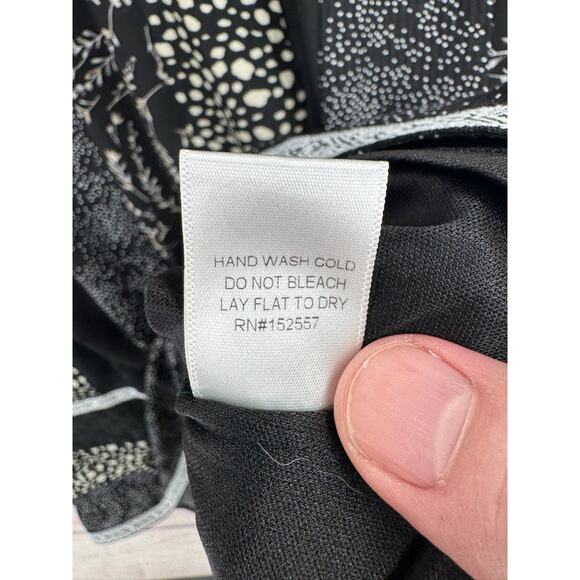 HAND WASH COLD
DO NOT BLEACH
LAY FLAT TO DRY
RN#152557